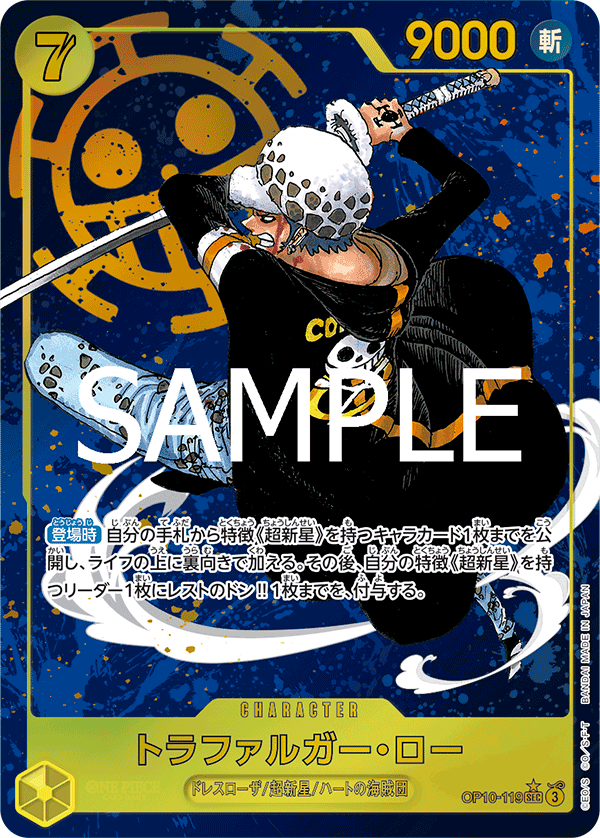 7
9000
斬
CO
SAMPLE
登場時 自分の手札から特徴《超新星》を持つキャラカード1枚までを公
開し、ライフの上に裏向きで加える。その後、自分の特徴《超新星》を持
つリーダー1枚にレストのドン!! 1枚までを、付与する。
CHARACTER
トラファルガー・ロー
ドレスローザ/超新星/ハートの海賊団
OP10-119 SEC 3
©E.O/S ©O/S･F･T BANDAI MADE IN JAPAN